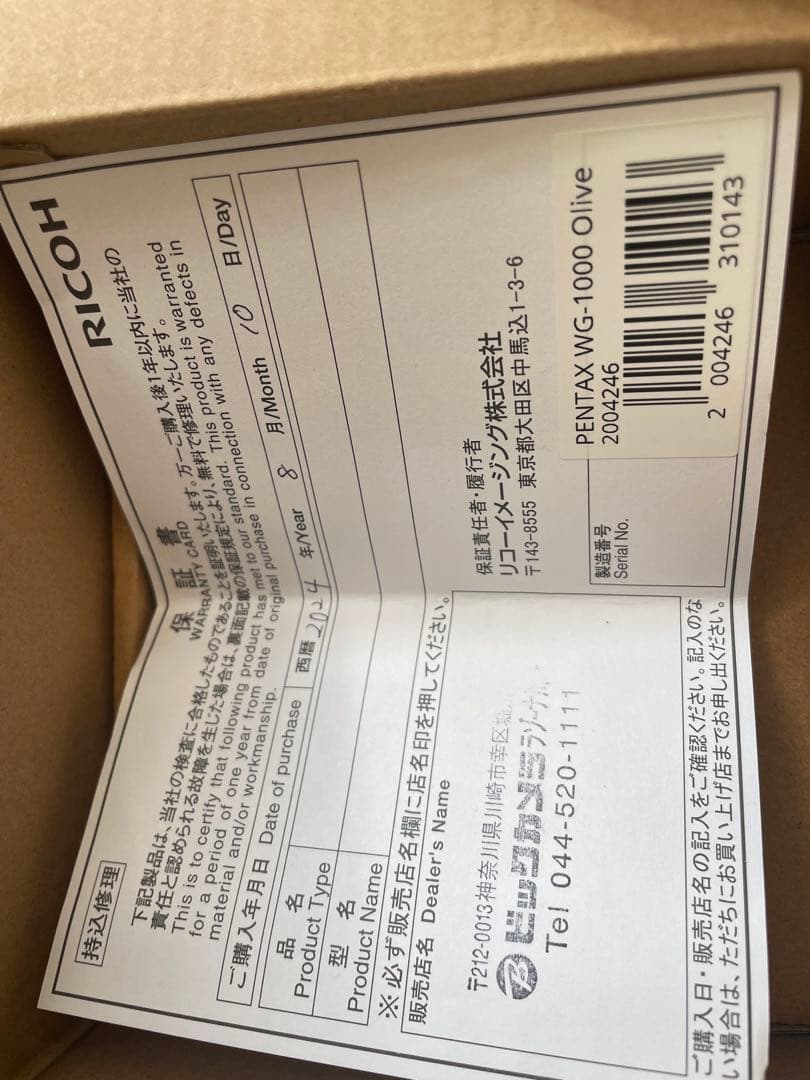 持込修理
保証書
WARRANTY CARD
RICOH
下記製品は、当社の検査に合格したものであることを証明いたします。万一ご購入後1年以内に当社の
責任と認められる故障を生じた場合は、裏面記載の保証規定により、無料で修理いたします。
This is to certify that following product has met to our standard. This product is warranted
for a period of one year from date of original purchase in connection with any defects in
material and/or workmanship.
ご購入年月日 Date of purchase 西暦 2024 年/Year 8 月/Month 10 日/Day
品名
Product Type
型名
Product Name
※必ず販売店名欄に店名印を押してください。
販売店名 Dealer's Name
〒212-0013 神奈川県川崎市幸区堀
ビックカメラ ラゾーナ
Tel 044-520-1111
保証責任者・履行者
リコーイメージング株式会社
〒143-8555 東京都大田区中馬込1-3-6
製造番号
Serial No.
PENTAX WG-1000 Olive
2004246
2 004246 310143
ご購入日・販売店名の記入をご確認ください。記入のな
い場合は、ただちにお買い上げ店までお申し出ください。